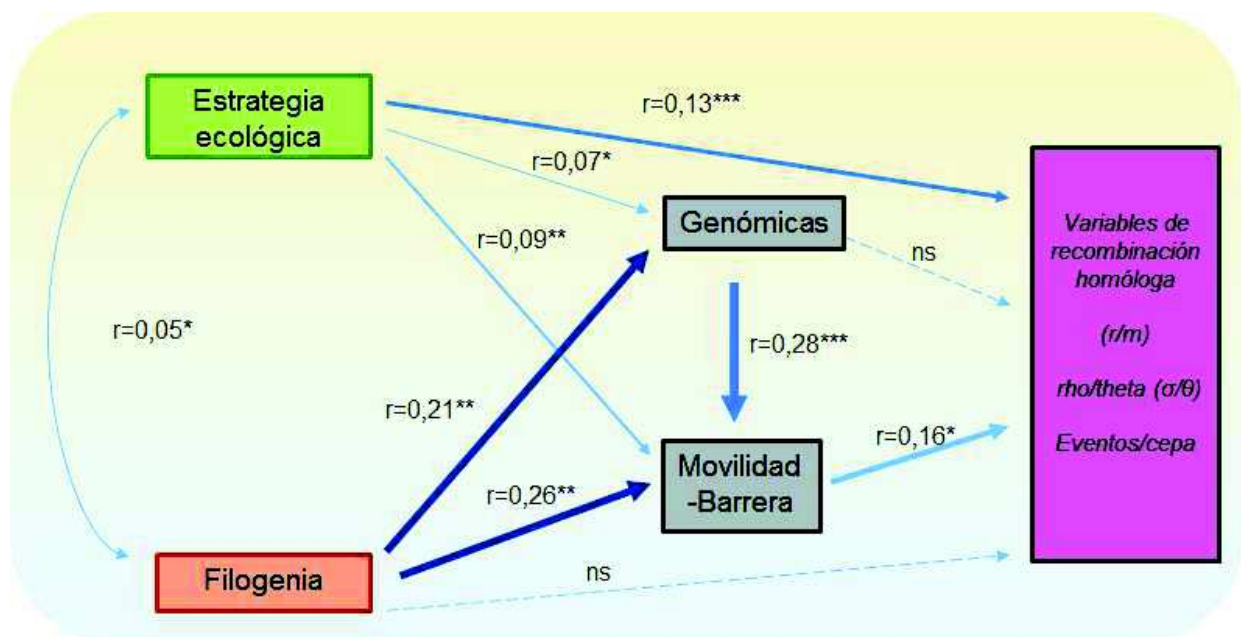 Estrategia
ecológica
r=0,13***
r=0,07*
Genómicas
r=0,09**
ns
Variables de
recombinación
homóloga
(r/m)
rho/theta (σ/θ)
Eventos/cepa
r=0,05*
r=0,28***
r=0,21**
r=0,16*
Movilidad
-Barrera
r=0,26**
Filogenia
ns